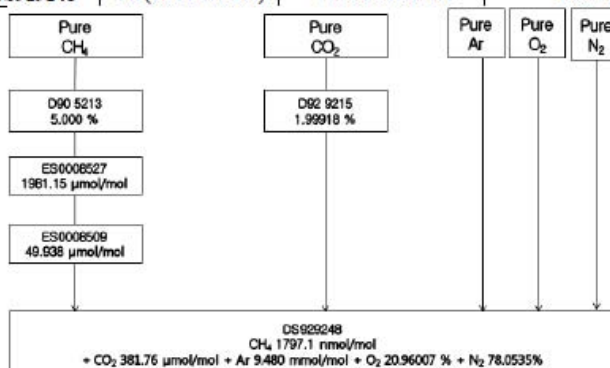 Pure
CH₄
Pure
CO₂
Pure
Ar
Pure
O₂
Pure
N₂
D90 5213
5.000 %
D92 9215
1.99918 %
ES0006527
1981.15 μmol/mol
ES0006509
49.938 μmol/mol
DS929248
CH₄ 1797.1 nmol/mol
+ CO₂ 381.76 μmol/mol + Ar 9.480 mmol/mol + O₂ 20.96007 % + N₂ 78.0535%